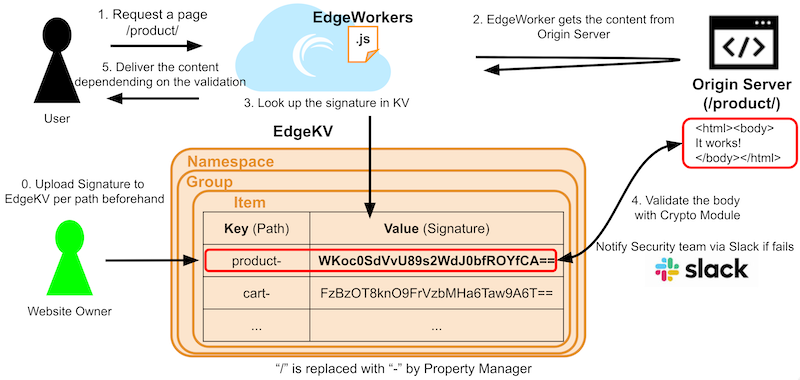 1. Request a page
/product/
EdgeWorkers
.js
2. EdgeWorker gets the content from
Origin Server
5. Deliver the content
dependending on the validation
User
3. Look up the signature in KV
Origin Server
(/product/)
<html><body>
It works!
</body></html>
EdgeKV
Namespace
Group
Item
0. Upload Signature to
EdgeKV per path beforehand
Website Owner
Key (Path)
Value (Signature)
product-
WKoc0SdVvU89s2WdJ0bfROYfCA==
cart-
FzBzOT8knO9FrVzbMHa6Taw9A6T==
...
...
4. Validate the body
with Crypto Module
Notify Security team via Slack if fails
slack
“/” is replaced with “-” by Property Manager